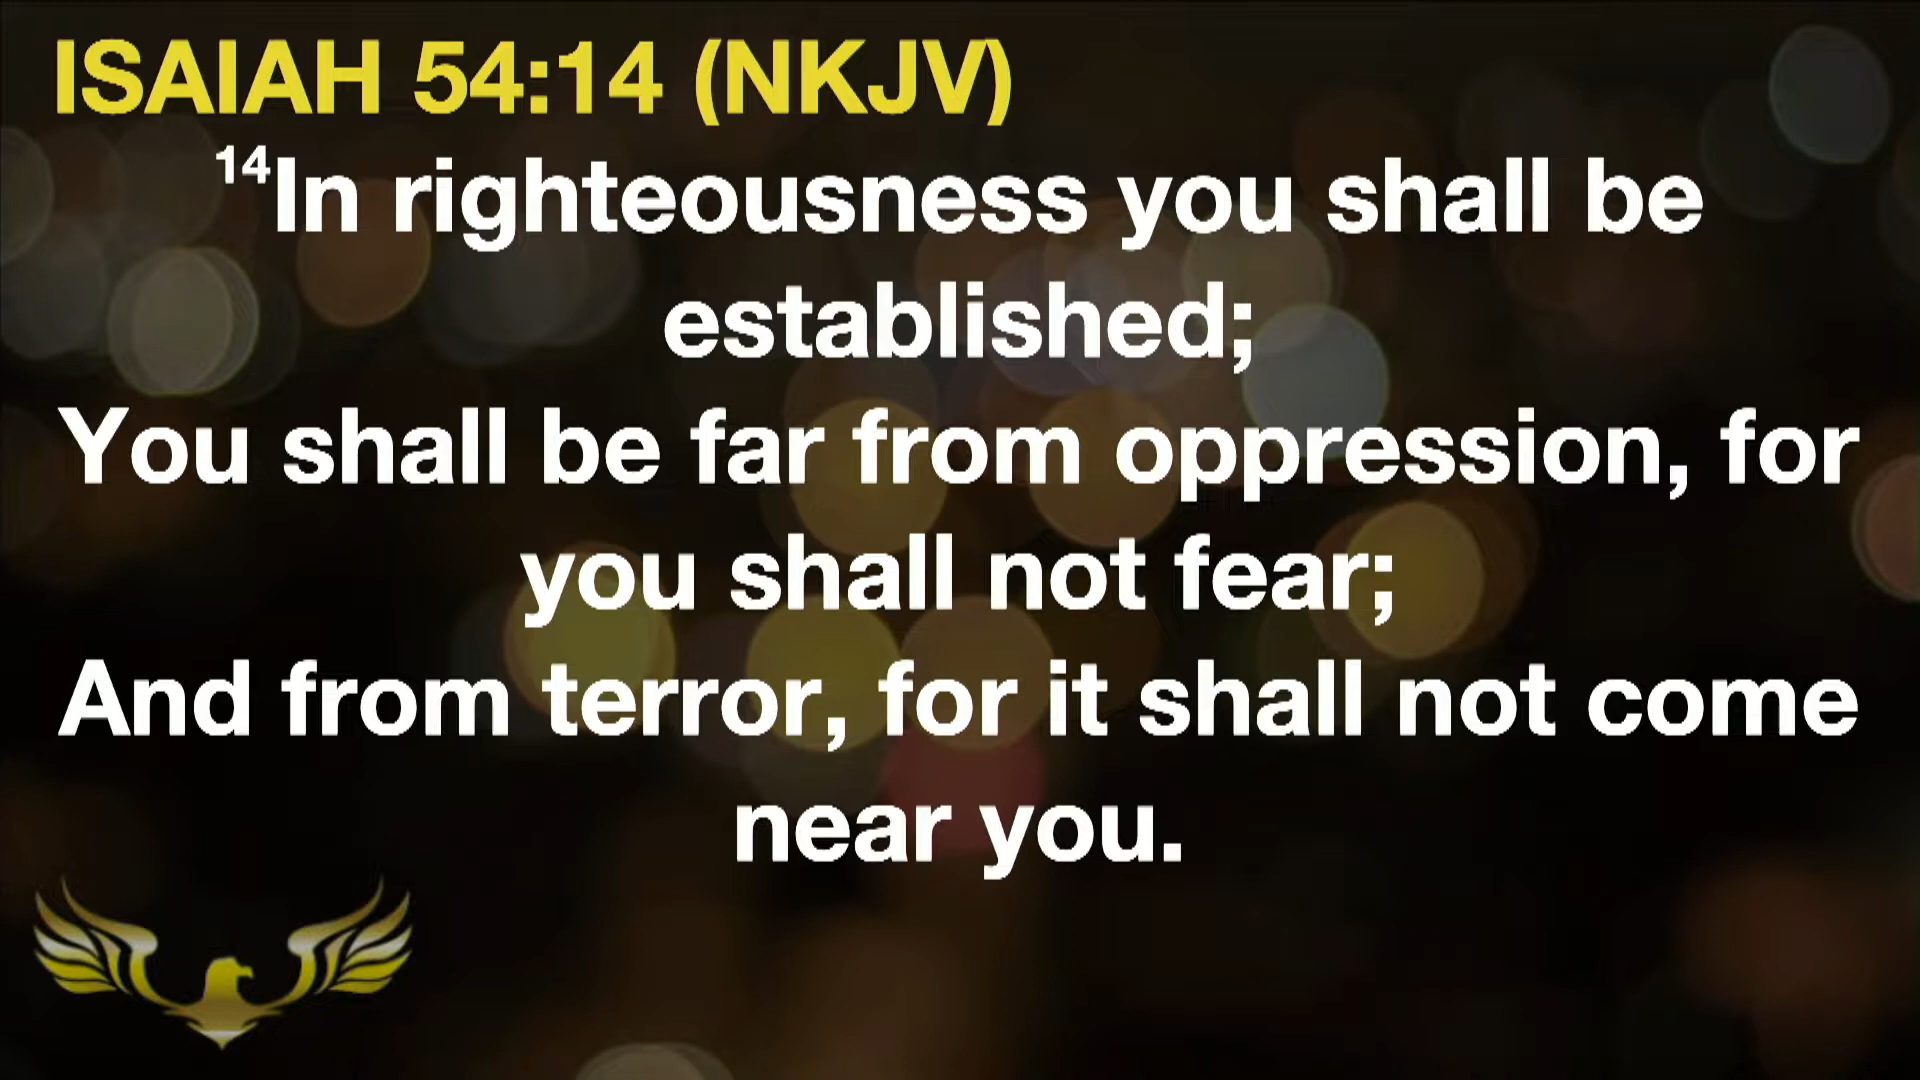 ISAIAH 54:14 (NKJV)
14In righteousness you shall be
established;
You shall be far from oppression, for
you shall not fear;
And from terror, for it shall not come
near you.